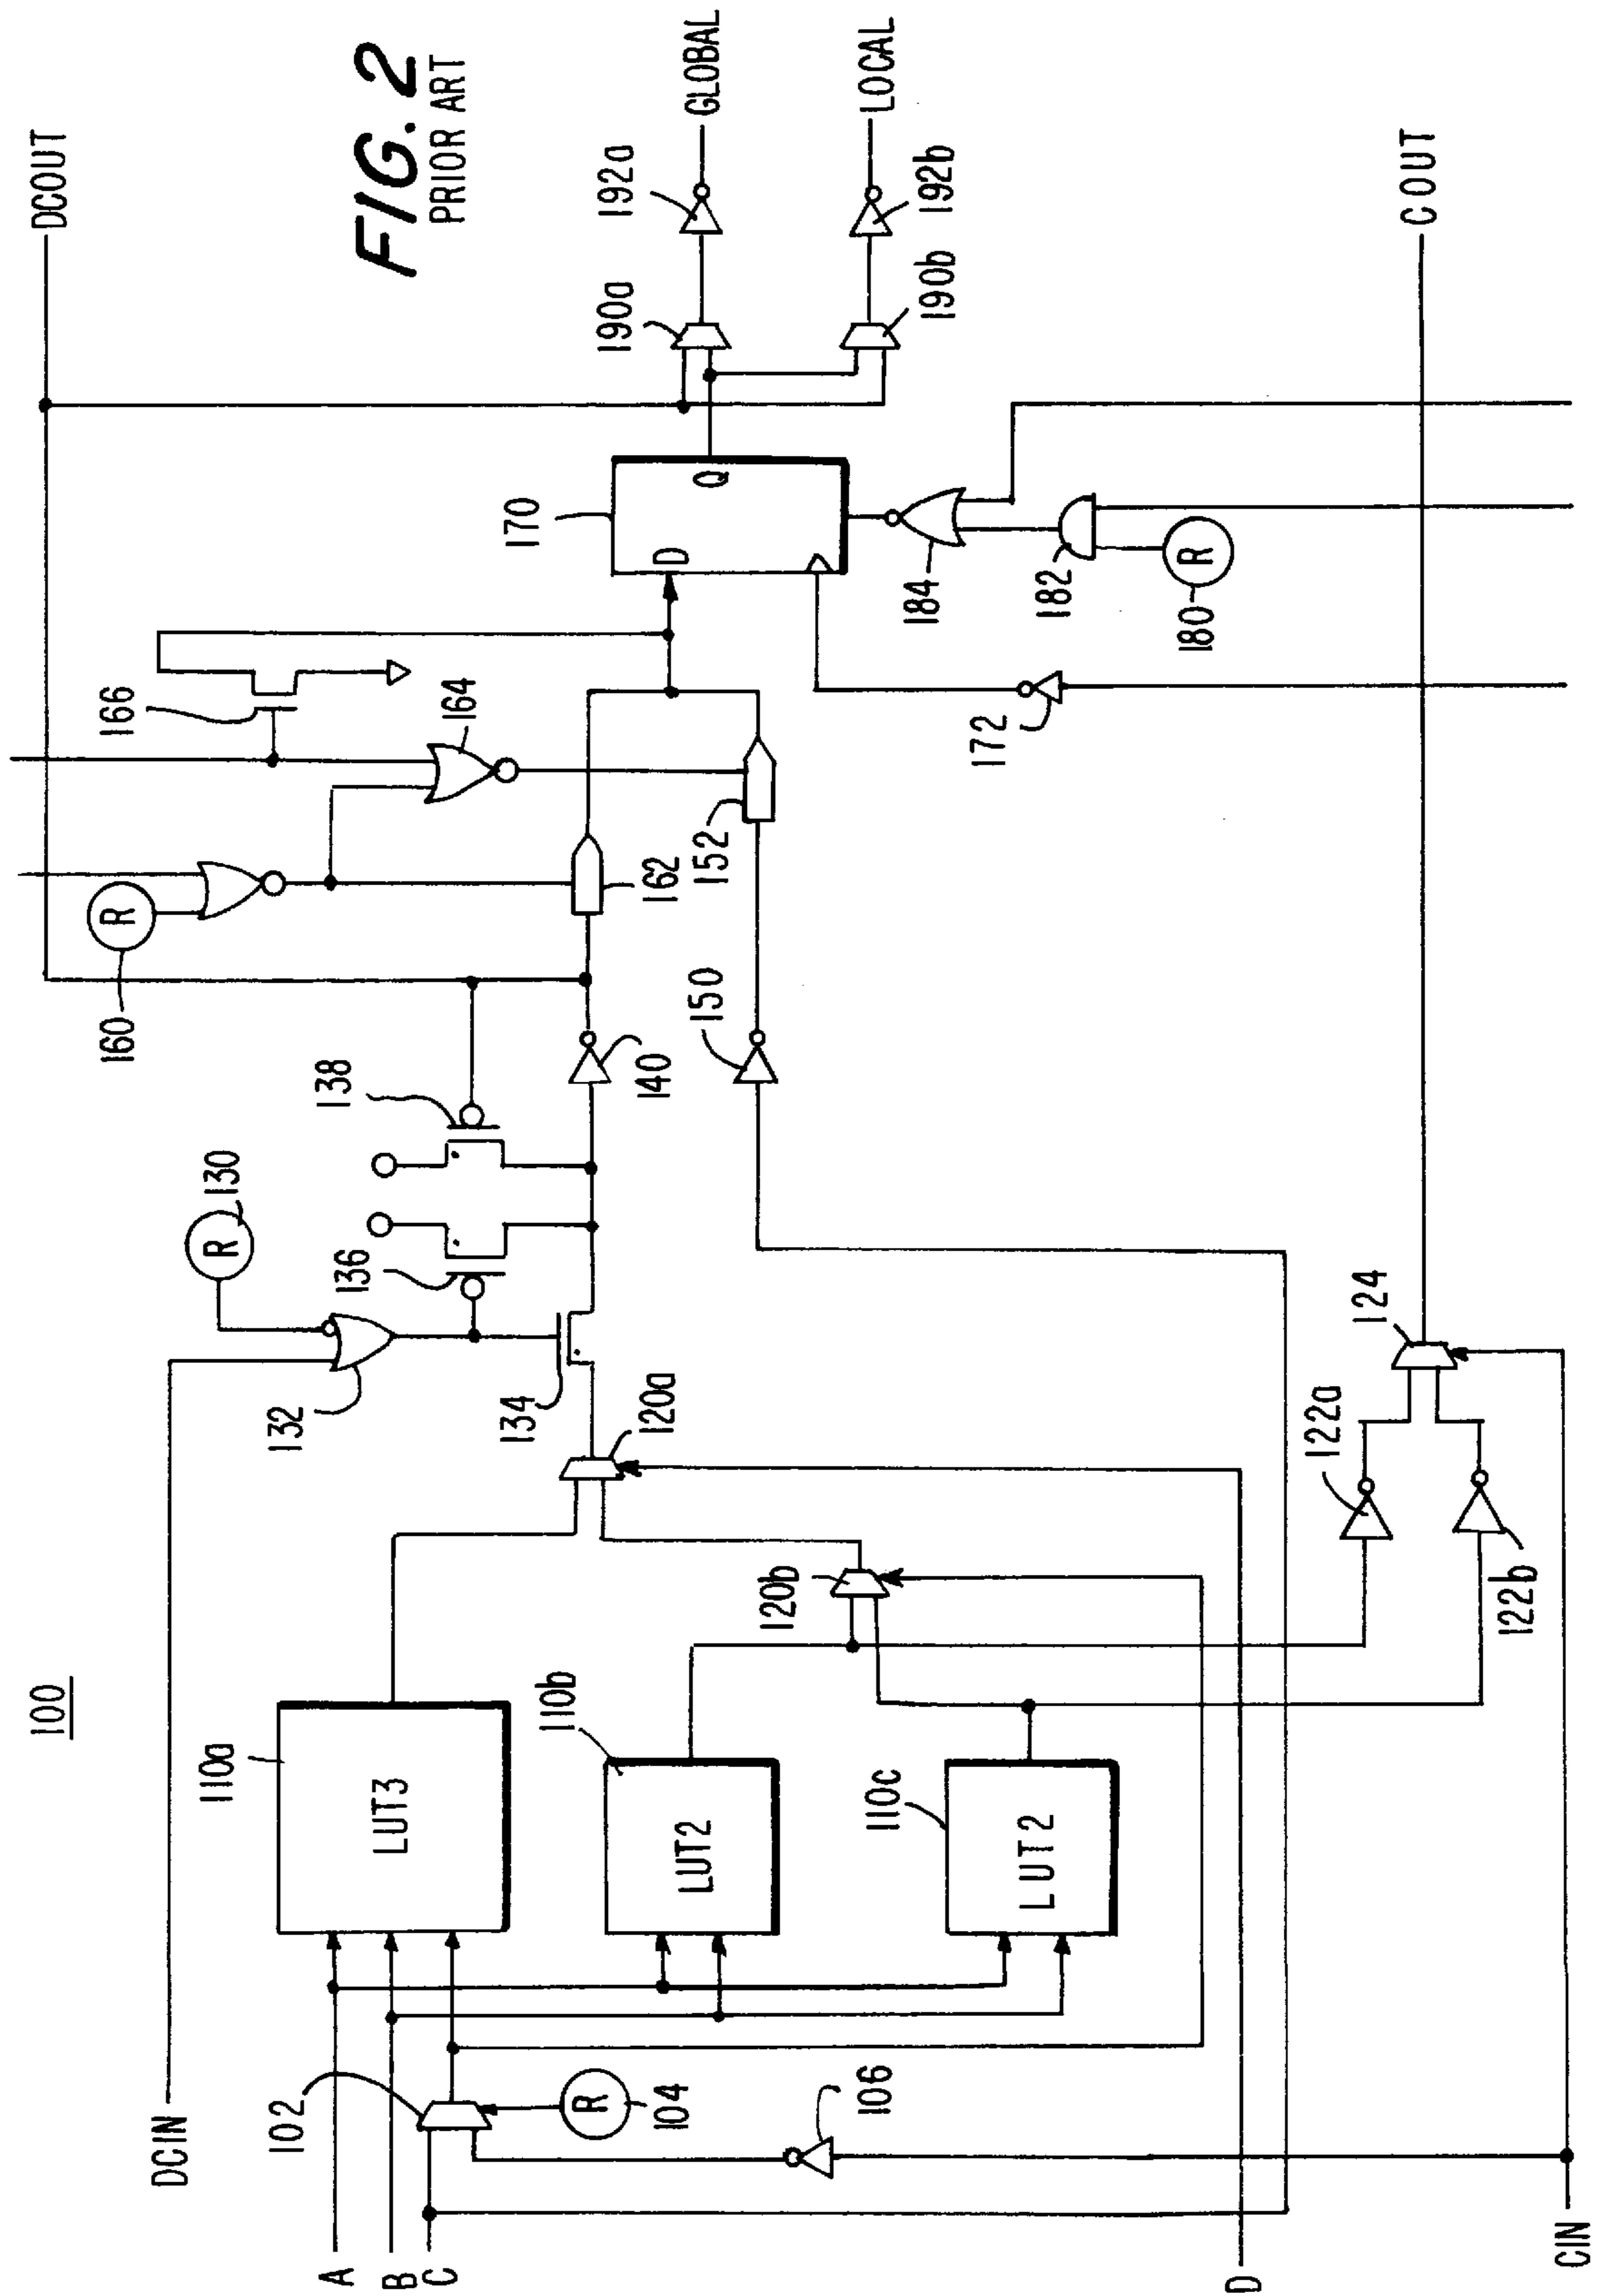 FIG. 2
PRIOR ART
100
DCIN
A
B
C
D
CIN
102
R
104
106
110a
LUT3
110b
LUT2
110c
LUT2
120a
120b
122a
122b
124
R
130
132
134
136
138
140
150
152
R
160
162
164
166
170
D
Q
172
R
180
182
184
190a
190b
192a
192b
DCOUT
GLOBAL
LOCAL
COUT